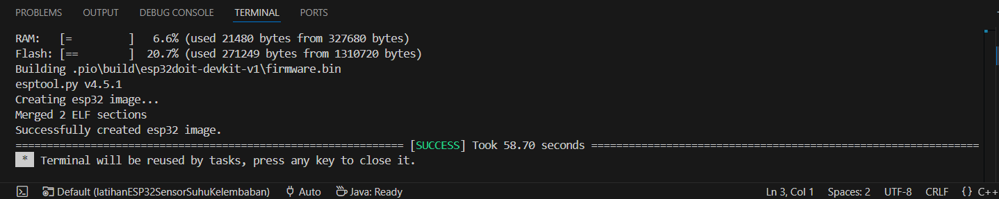 PROBLEMS OUTPUT DEBUG CONSOLE TERMINAL PORTS
RAM:   [=         ]   6.6% (used 21480 bytes from 327680 bytes)
Flash: [==        ]  20.7% (used 271249 bytes from 1310720 bytes)
Building .pio\build\esp32doit-devkit-v1\firmware.bin
esptool.py v4.5.1
Creating esp32 image...
Merged 2 ELF sections
Successfully created esp32 image.
============================================================== [SUCCESS] Took 58.70 seconds ==============================================================
* Terminal will be reused by tasks, press any key to close it.
Default (latihanESP32SensorSuhuKelembaban) Auto Java: Ready Ln 3, Col 1 Spaces: 2 UTF-8 CRLF {} C++